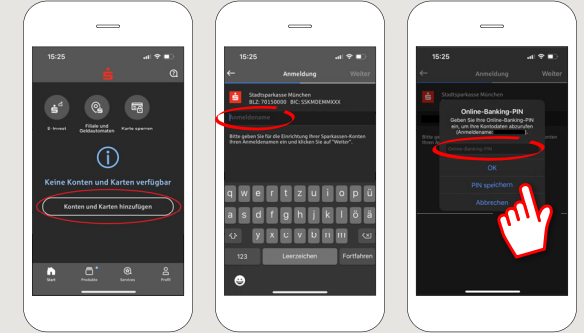 15:25
E-Invest
Filiale und
Geldautomaten
Karte sperren
Keine Konten und Karten verfügbar
Konten und Karten hinzufügen
Start
Produkte
Services
Profil
15:25
Anmeldung
Weiter
Stadtsparkasse München
BLZ: 70150000 BIC: SSKMDEMMXXX
Anmeldename
Bitte geben Sie für die Einrichtung Ihrer Sparkassen-Konten
Ihren Anmeldenamen ein und klicken Sie auf "Weiter".
q w e r t z u i o p ü
a s d f g h j k l ö ä
y x c v b n m
123
Leerzeichen
Fortfahren
15:25
Anmeldung
Weiter
Stadtsparkasse München
Online-Banking-PIN
Geben Sie Ihre Online-Banking-PIN
ein, um Ihre Kontodaten abzurufen
(Anmeldename: ).
Online-Banking-PIN
OK
PIN speichern
Abbrechen